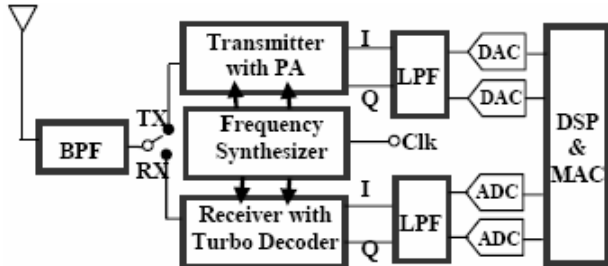 Transmitter
with PA
I
Q
LPF
DAC
DAC
TX
BPF
RX
Frequency
Synthesizer
Clk
DSP
&
MAC
Receiver with
Turbo Decoder
I
Q
LPF
ADC
ADC